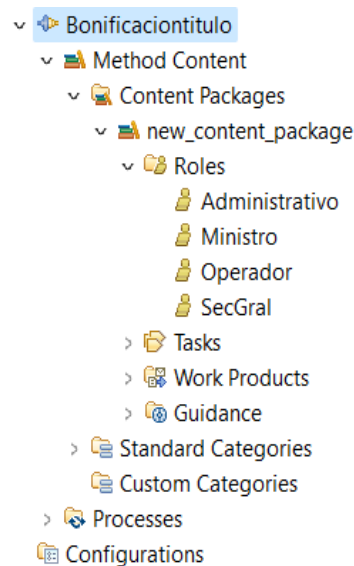 Bonificaciontitulo
Method Content
Content Packages
new_content_package
Roles
Administrativo
Ministro
Operador
SecGral
Tasks
Work Products
Guidance
Standard Categories
Custom Categories
Processes
Configurations